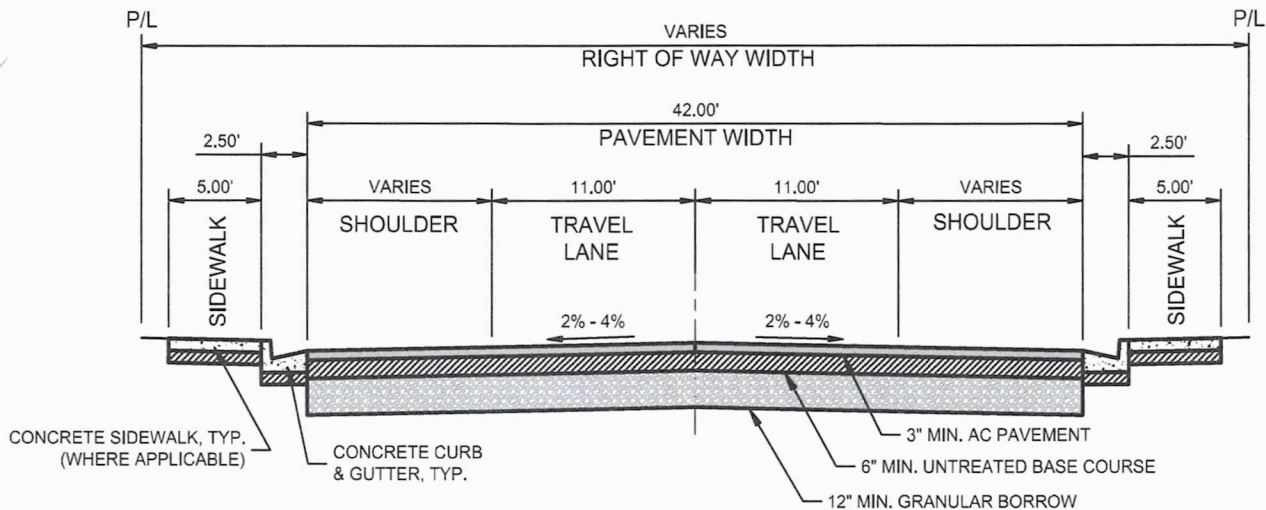 P/L
P/L
VARIES
RIGHT OF WAY WIDTH
42.00'
PAVEMENT WIDTH
2.50'
2.50'
5.00'
VARIES
11.00'
11.00'
VARIES
5.00'
SIDEWALK
SHOULDER
TRAVEL
LANE
TRAVEL
LANE
SHOULDER
SIDEWALK
2% - 4%
2% - 4%
CONCRETE SIDEWALK, TYP.
(WHERE APPLICABLE)
CONCRETE CURB
& GUTTER, TYP.
3" MIN. AC PAVEMENT
6" MIN. UNTREATED BASE COURSE
12" MIN. GRANULAR BORROW